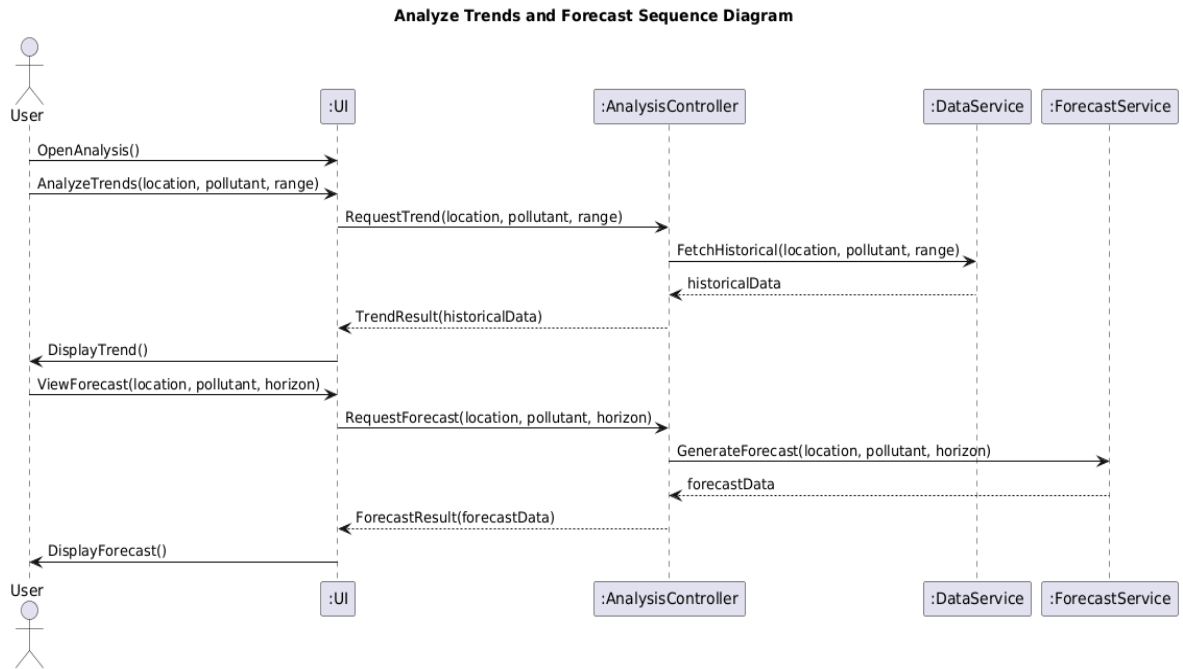 Analyze Trends and Forecast Sequence Diagram
User
:UI
:AnalysisController
:DataService
:ForecastService
OpenAnalysis()
AnalyzeTrends(location, pollutant, range)
RequestTrend(location, pollutant, range)
FetchHistorical(location, pollutant, range)
historicalData
TrendResult(historicalData)
DisplayTrend()
ViewForecast(location, pollutant, horizon)
RequestForecast(location, pollutant, horizon)
GenerateForecast(location, pollutant, horizon)
forecastData
ForecastResult(forecastData)
DisplayForecast()
User
:UI
:AnalysisController
:DataService
:ForecastService